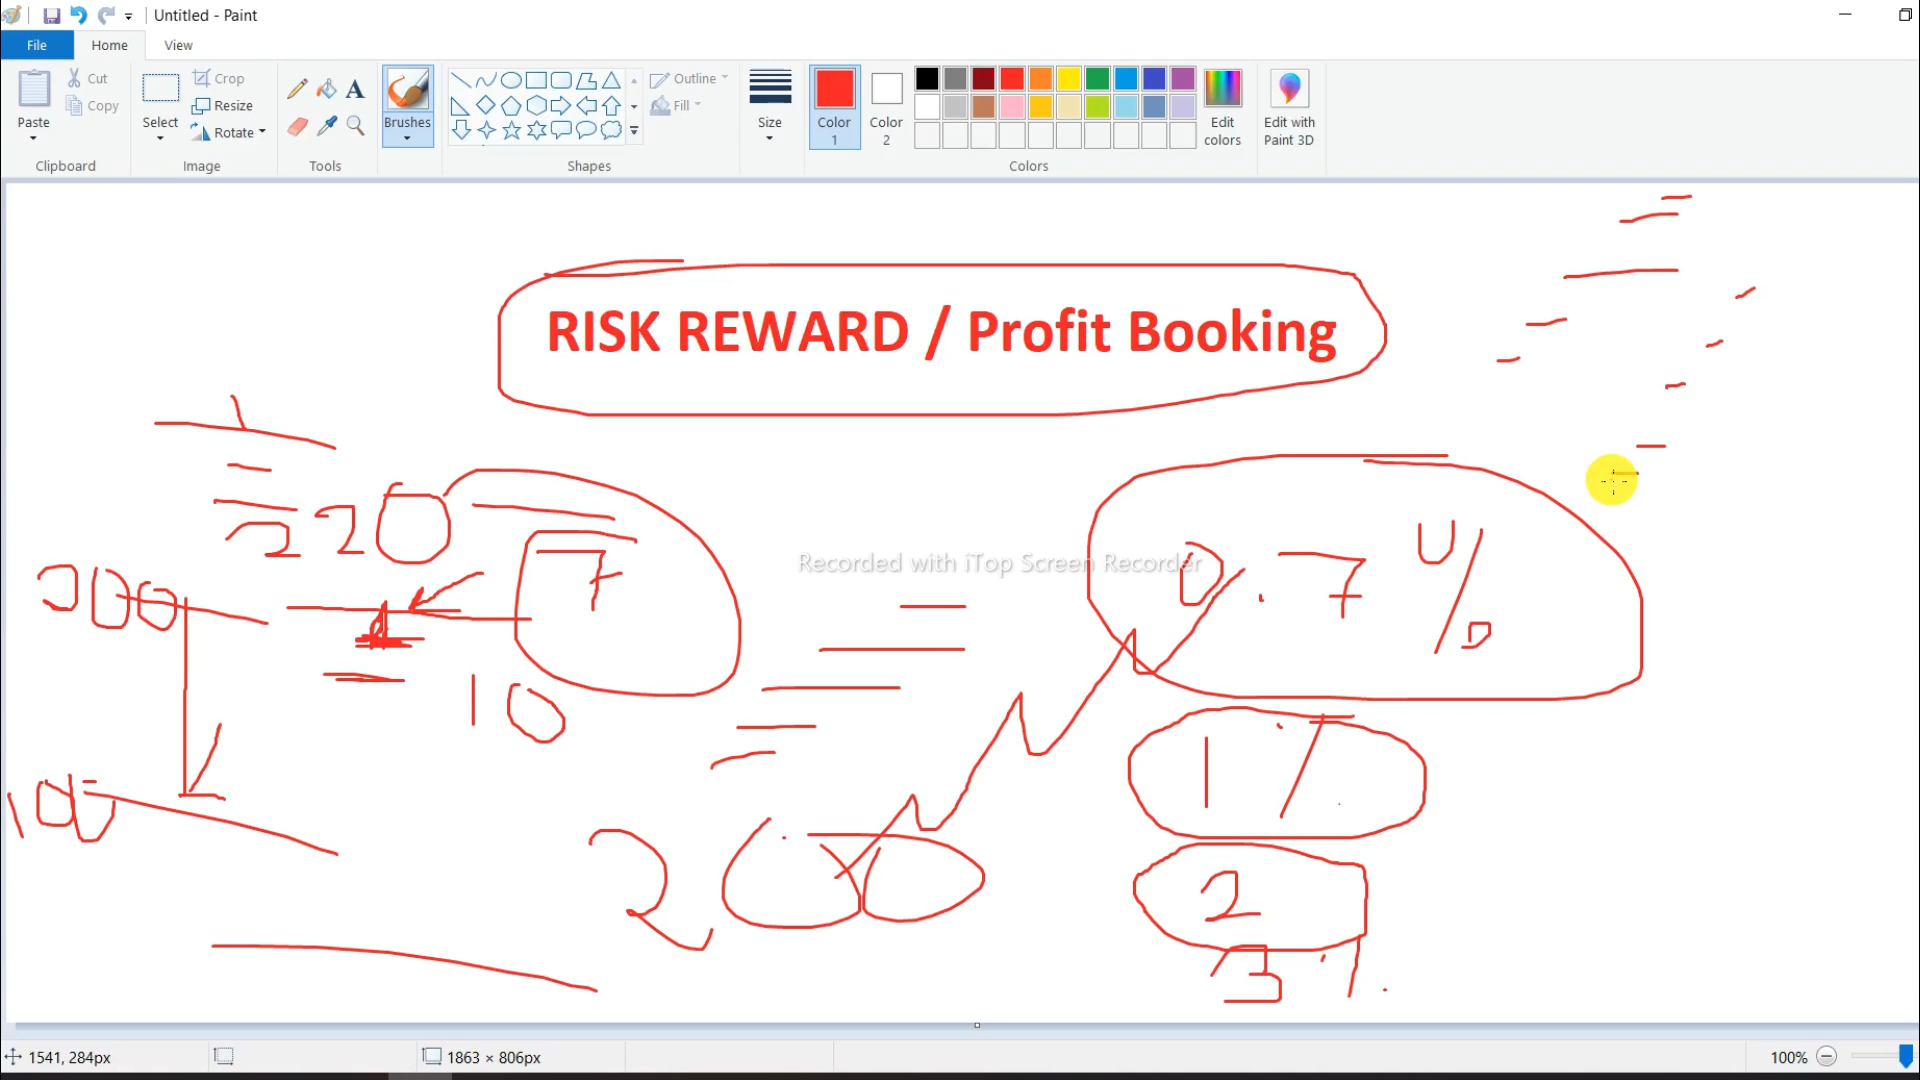 Untitled - Paint
File Home View
Paste Cut Copy Select Crop Resize Rotate Brushes Outline Fill Size Color 1 Color 2 Edit colors Edit with Paint 3D
Clipboard Image Tools Shapes Colors
RISK REWARD / Profit Booking
220
7
0.7 %
200
Recorded with iTop Screen Recorder
10
1 %
100
200
2
3 %
1541, 284px 1863 × 806px 100%